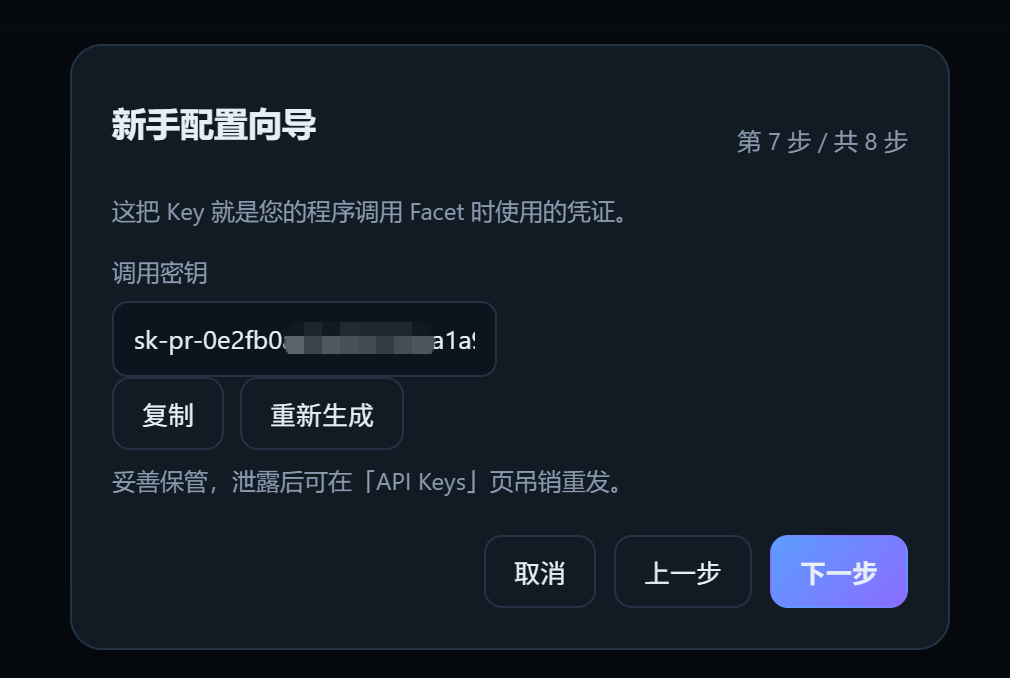 新手配置向导
第 7 步 / 共 8 步
这把 Key 就是您的程序调用 Facet 时使用的凭证。
调用密钥
sk-pr-0e2fb0 a1a9
复制
重新生成
妥善保管，泄露后可在「API Keys」页吊销重发。
取消
上一步
下一步